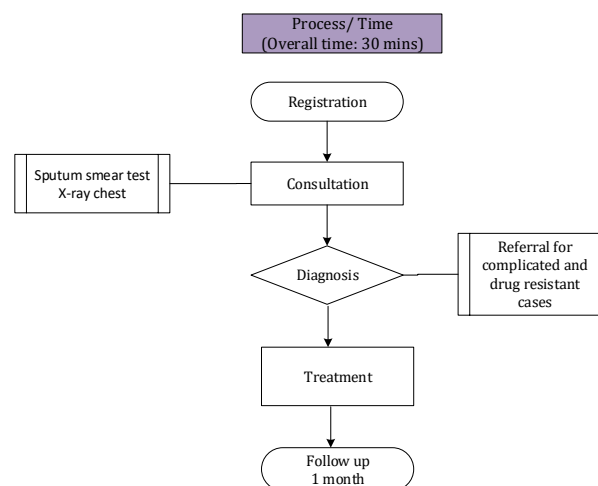 Process/ Time
(Overall time: 30 mins)
Registration
Sputum smear test
X-ray chest
Consultation
Diagnosis
Referral for
complicated and
drug resistant
cases
Treatment
Follow up
1 month